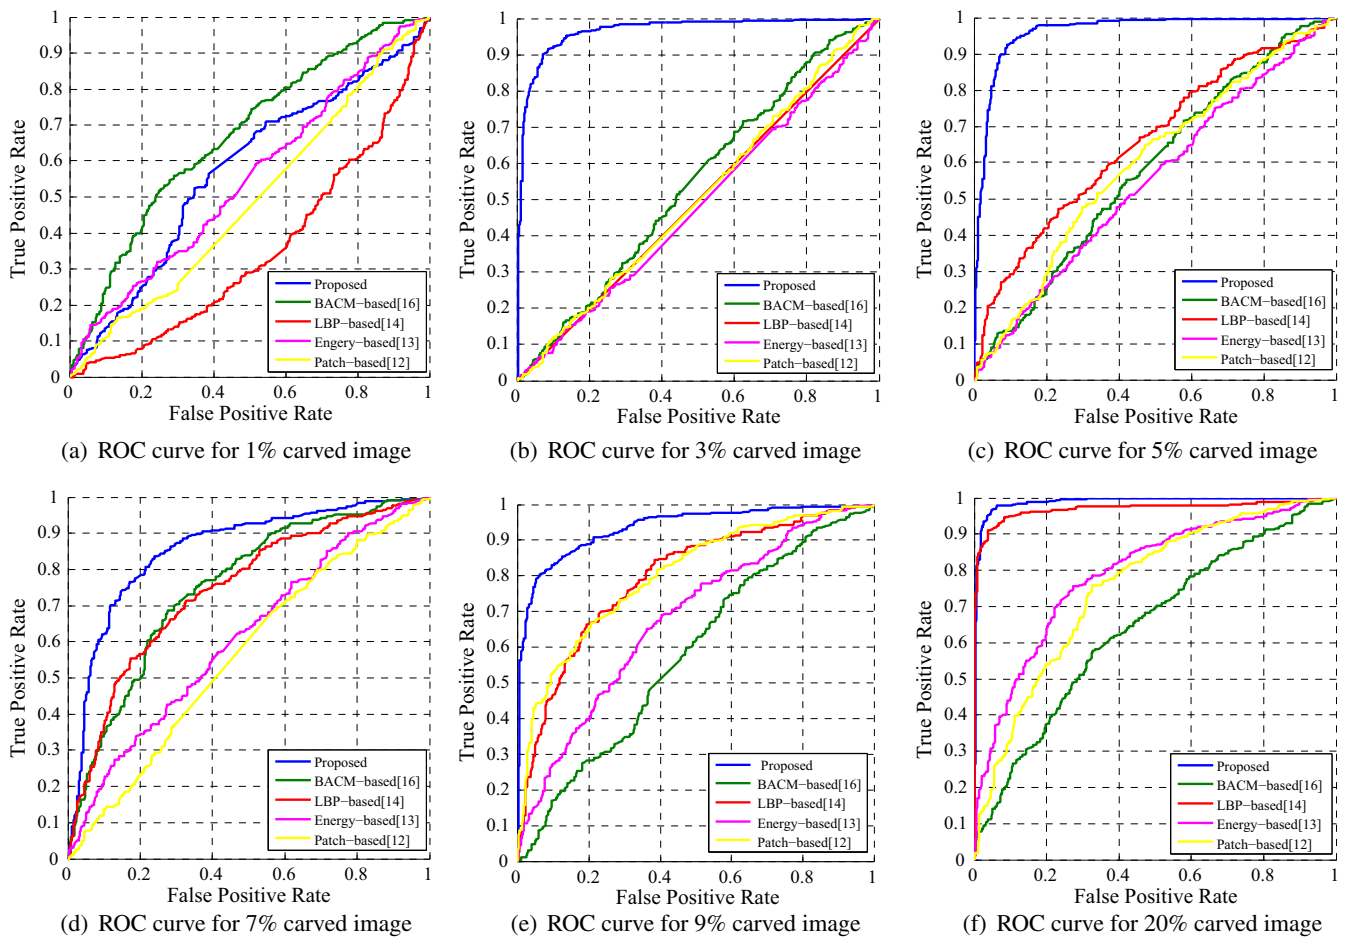 1
0.9
0.8
0.7
0.6
0.5
0.4
0.3
0.2
0.1
0
True Positive Rate
0
0.2
0.4
0.6
0.8
1
False Positive Rate
Proposed
BACM-based[16]
LBP-based[14]
Engery-based[13]
Patch-based[12]
(a) ROC curve for 1% carved image
1
0.9
0.8
0.7
0.6
0.5
0.4
0.3
0.2
0.1
0
True Positive Rate
0
0.2
0.4
0.6
0.8
1
False Positive Rate
Proposed
BACM-based[16]
LBP-based[14]
Energy-based[13]
Patch-based[12]
(b) ROC curve for 3% carved image
1
0.9
0.8
0.7
0.6
0.5
0.4
0.3
0.2
0.1
0
True Positive Rate
0
0.2
0.4
0.6
0.8
1
False Positive Rate
Proposed
BACM-based[16]
LBP-based[14]
Energy-based[13]
Patch-based[12]
(c) ROC curve for 5% carved image
1
0.9
0.8
0.7
0.6
0.5
0.4
0.3
0.2
0.1
0
True Positive Rate
0
0.2
0.4
0.6
0.8
1
False Positive Rate
Proposed
BACM-based[16]
LBP-based[14]
Energy-based[13]
Patch-based[12]
(d) ROC curve for 7% carved image
1
0.9
0.8
0.7
0.6
0.5
0.4
0.3
0.2
0.1
0
True Positive Rate
0
0.2
0.4
0.6
0.8
1
False Positive Rate
Proposed
BACM-based[16]
LBP-based[14]
Energy-based[13]
Patch-based[12]
(e) ROC curve for 9% carved image
1
0.9
0.8
0.7
0.6
0.5
0.4
0.3
0.2
0.1
0
True Positive Rate
0
0.2
0.4
0.6
0.8
1
False Positive Rate
Proposed
BACM-based[16]
LBP-based[14]
Energy-based[13]
Patch-based[12]
(f) ROC curve for 20% carved image